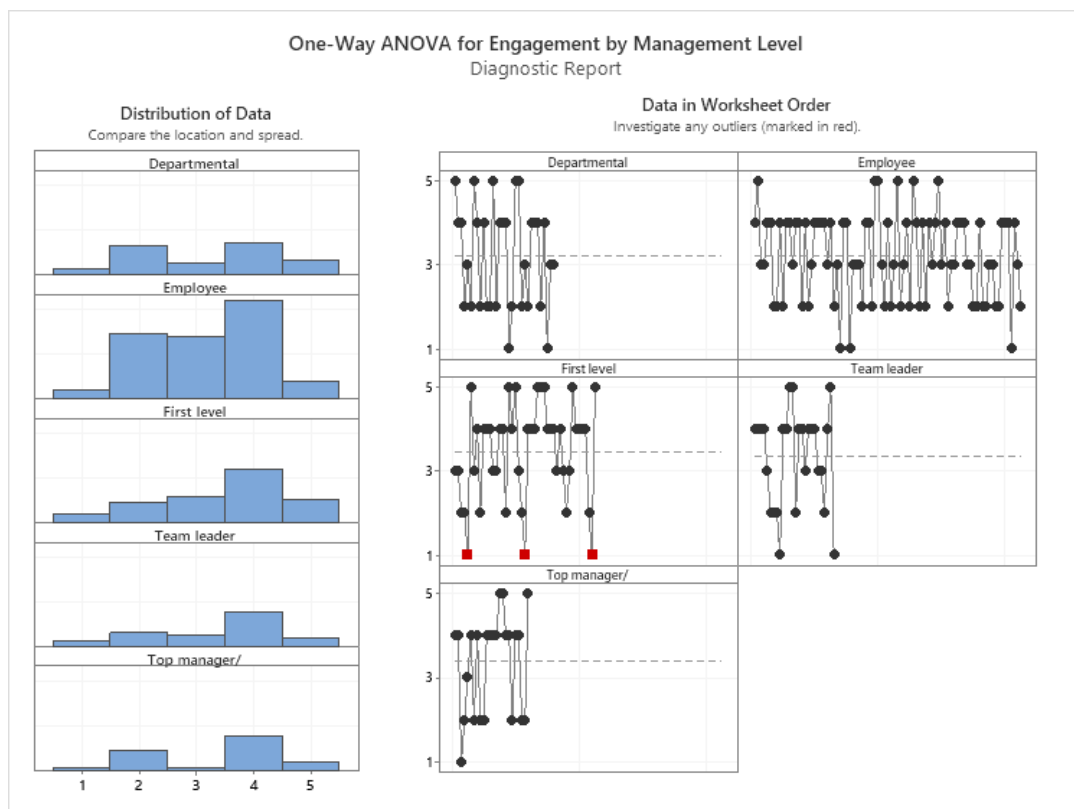 One-Way ANOVA for Engagement by Management Level
Diagnostic Report
Distribution of Data
Compare the location and spread.
Departmental
Employee
First level
Team leader
Top manager/
1 2 3 4 5
Data in Worksheet Order
Investigate any outliers (marked in red).
Departmental Employee
5
3
1
First level Team leader
5
3
1
Top manager/
5
3
1